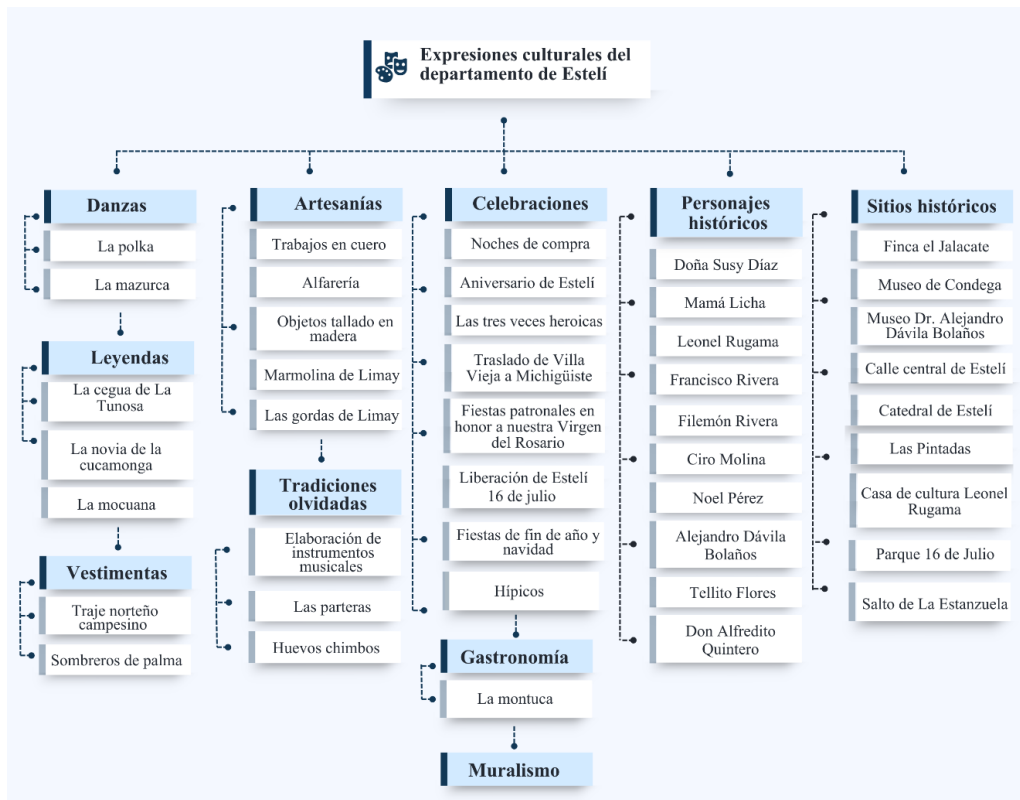 Expresiones culturales del
departamento de Estelí
Danzas
La polka
La mazurca
Leyendas
La cegua de La
Tunosa
La novia de la
cucamonga
La mocuana
Vestimentas
Traje norteño
campesino
Sombreros de palma
Artesanías
Trabajos en cuero
Alfarería
Objetos tallado en
madera
Marmolina de Limay
Las gordas de Limay
Tradiciones
olvidadas
Elaboración de
instrumentos
musicales
Las parteras
Huevos chimbos
Celebraciones
Noches de compra
Aniversario de Estelí
Las tres veces heroicas
Traslado de Villa
Vieja a Michigüiste
Fiestas patronales en
honor a nuestra Virgen
del Rosario
Liberación de Estelí
16 de julio
Fiestas de fin de año y
navidad
Hípicos
Gastronomía
La montuca
Muralismo
Personajes
históricos
Doña Susy Díaz
Mamá Licha
Leonel Rugama
Francisco Rivera
Filemón Rivera
Ciro Molina
Noel Pérez
Alejandro Dávila
Bolaños
Tellito Flores
Don Alfredito
Quintero
Sitios históricos
Finca el Jalacate
Museo de Condega
Museo Dr. Alejandro
Dávila Bolaños
Calle central de Estelí
Catedral de Estelí
Las Pintadas
Casa de cultura Leonel
Rugama
Parque 16 de Julio
Salto de La Estanzuela